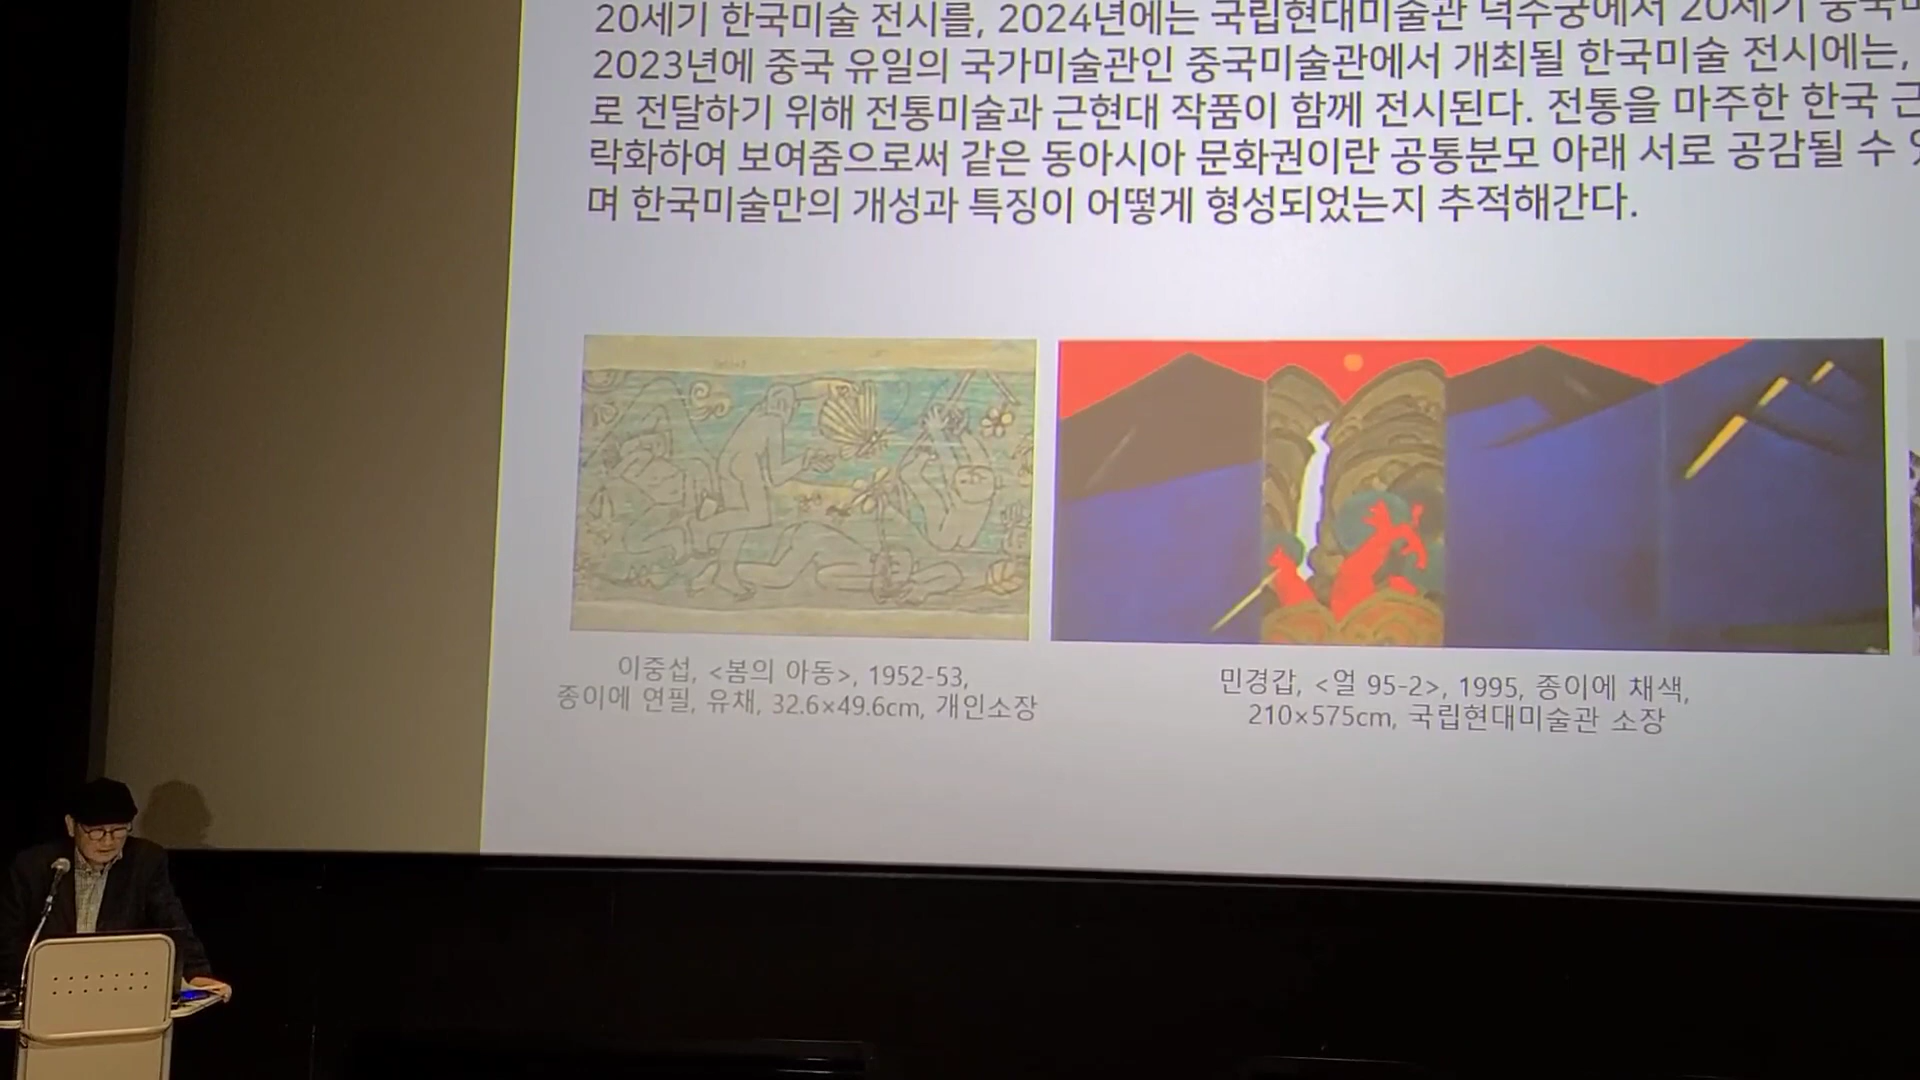 20세기 한국미술 전시를, 2024년에는 국립현대미술관 덕수궁에서 20세기
2023년에 중국 유일의 국가미술관인 중국미술관에서 개최될 한국미술 전시에는,
로 전달하기 위해 전통미술과 근현대 작품이 함께 전시된다. 전통을 마주한 한국 근
락화하여 보여줌으로써 같은 동아시아 문화권이란 공통분모 아래 서로 공감될 수
며 한국미술만의 개성과 특징이 어떻게 형성되었는지 추적해간다.
이중섭, <봄의 아동>, 1952-53,
종이에 연필, 유채, 32.6×49.6cm, 개인소장
민경갑, <얼 95-2>, 1995, 종이에 채색,
210×575cm, 국립현대미술관 소장